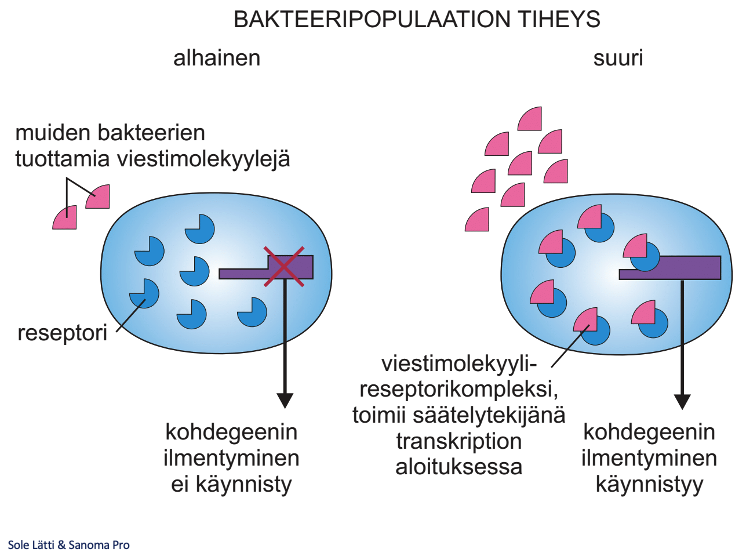 BAKTEERIPOPULAATION TIHEYS
alhainen
suuri
muiden bakteerien
tuottamia viestimolekyylejä
reseptori
kohdegeenin
ilmentyminen
ei käynnisty
viestimolekyyli-
reseptorikompleksi,
toimii säätelytekijänä
transkription
aloituksessa
kohdegeenin
ilmentyminen
käynnistyy
Sole Lätti & Sanoma Pro